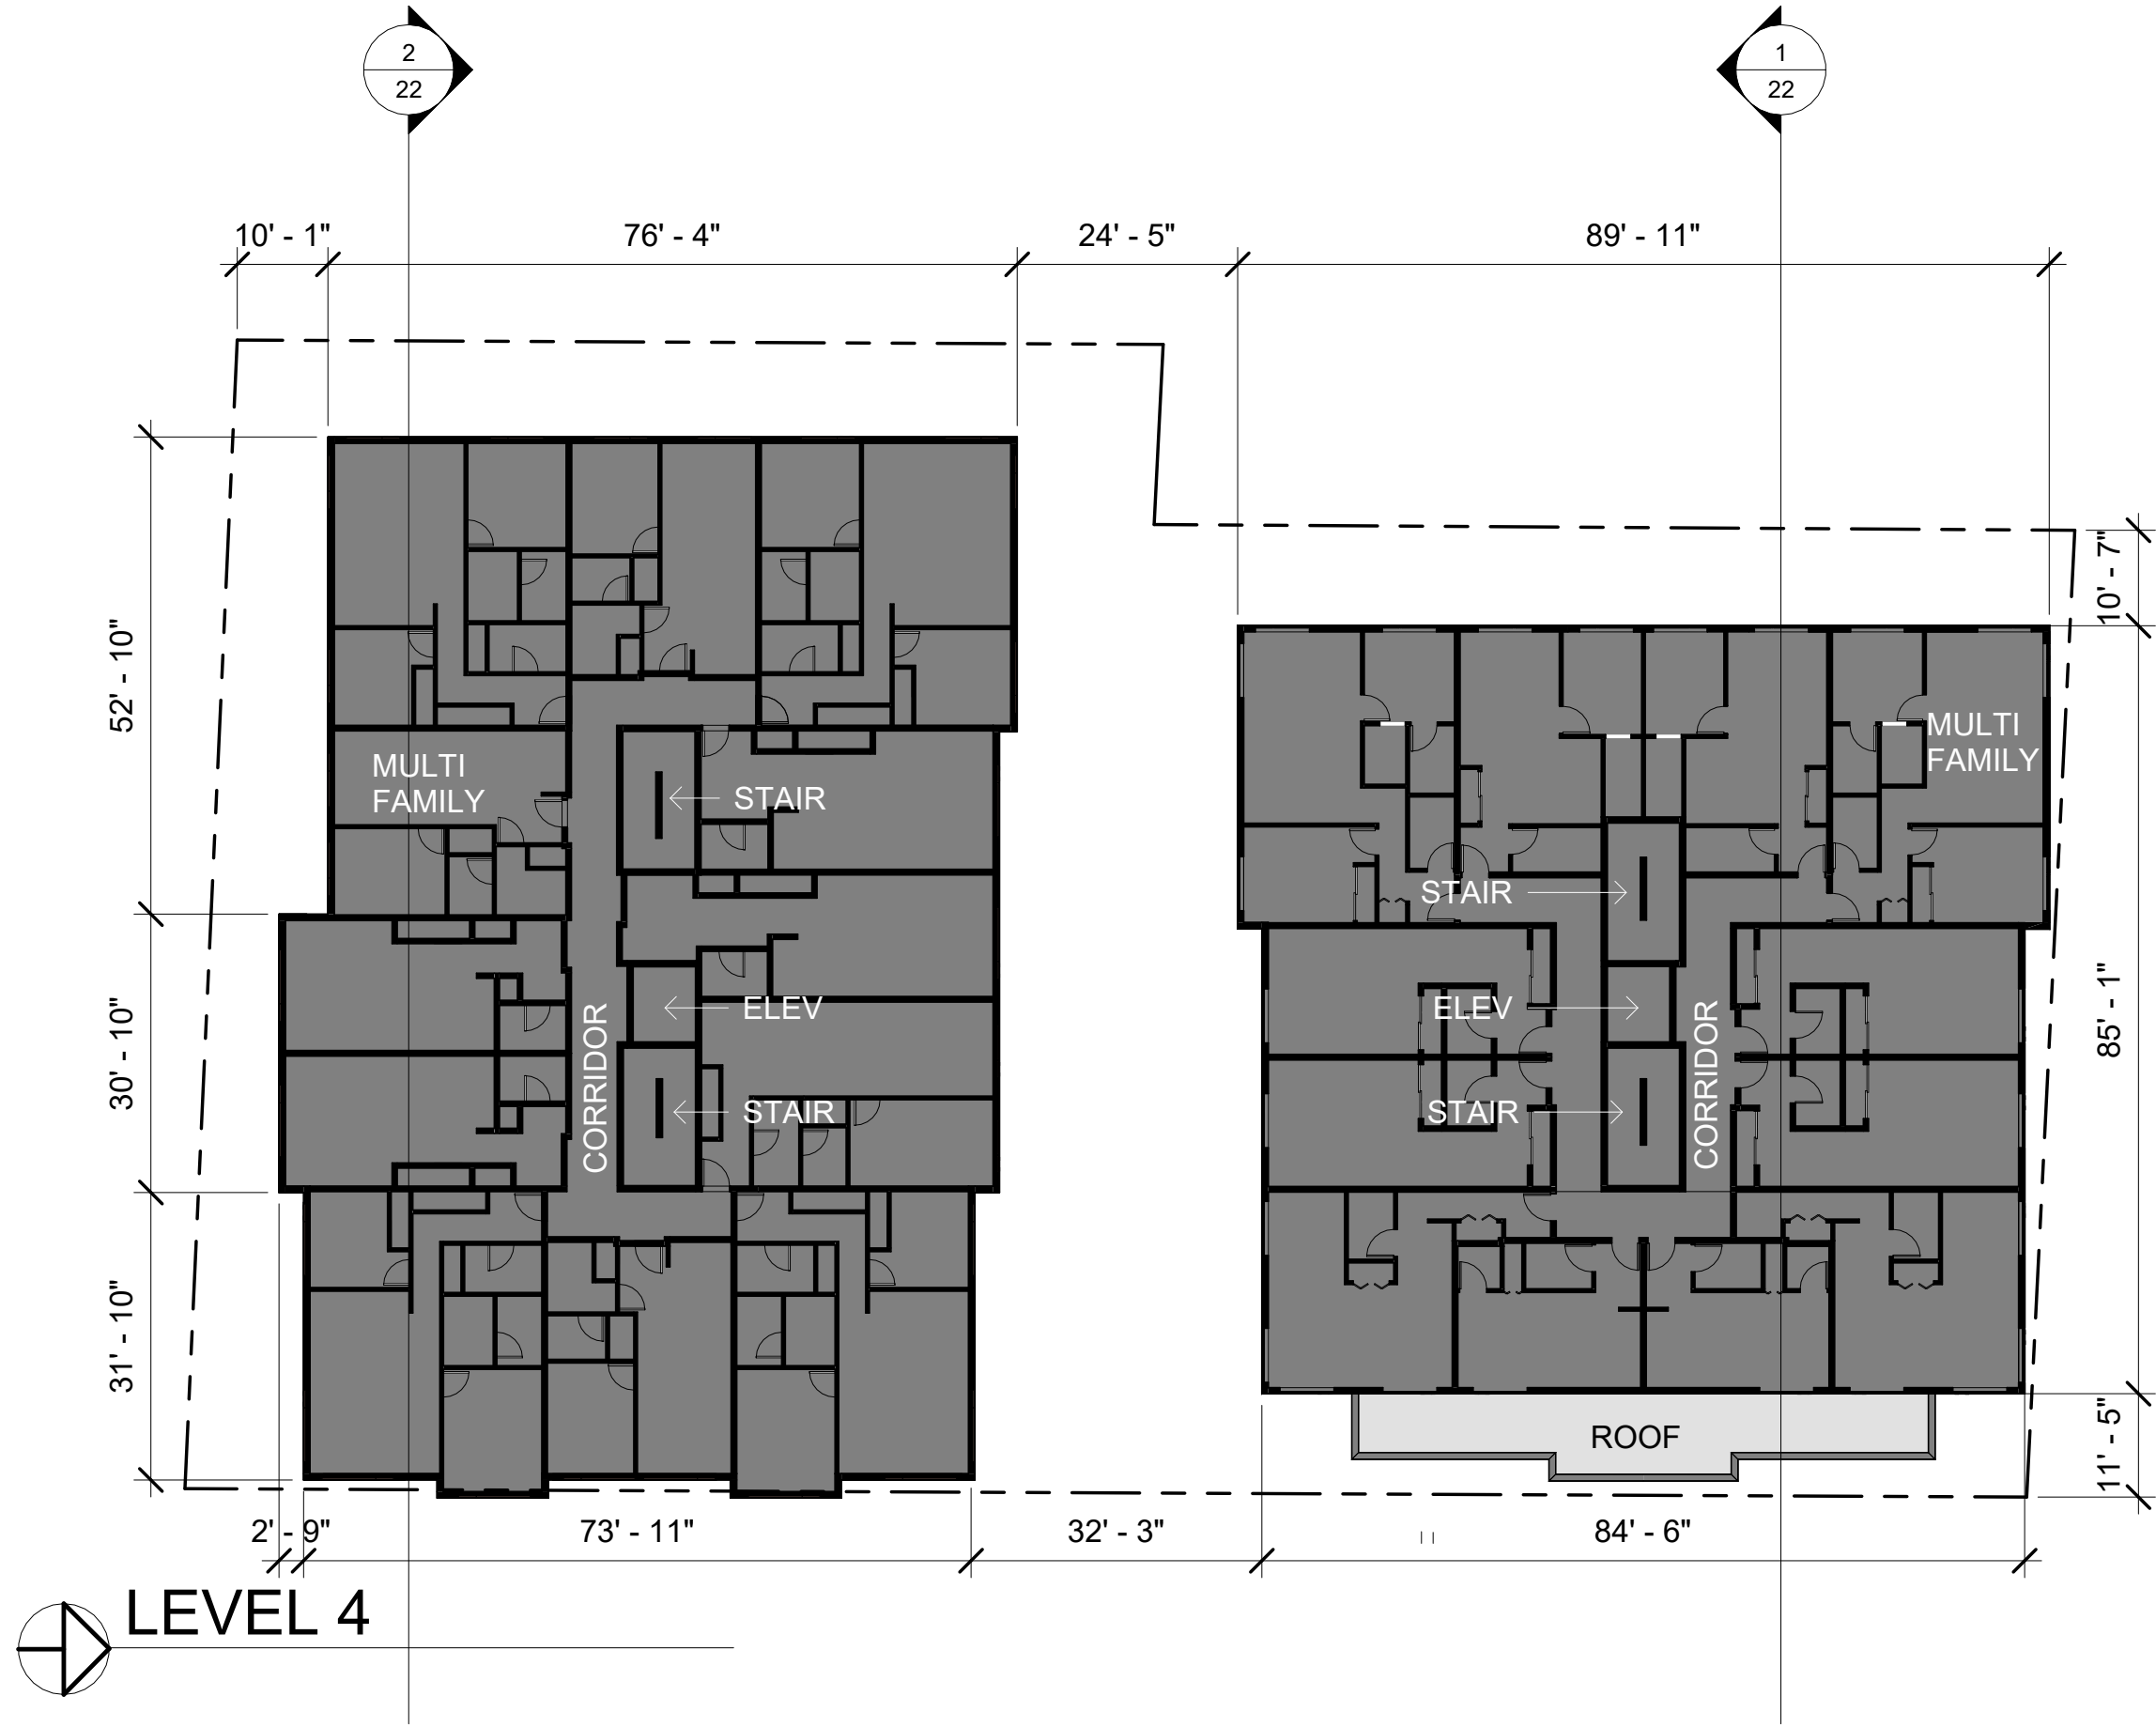 2
22
1
22
10' - 1"
76' - 4"
24' - 5"
89' - 11"
52' - 10"
30' - 10"
31' - 10"
10' - 7"
85' - 1"
11' - 5"
MULTI
FAMILY
STAIR
ELEV
STAIR
CORRIDOR
MULTI
FAMILY
STAIR
ELEV
STAIR
CORRIDOR
ROOF
2' - 9"
73' - 11"
32' - 3"
84' - 6"
LEVEL 4